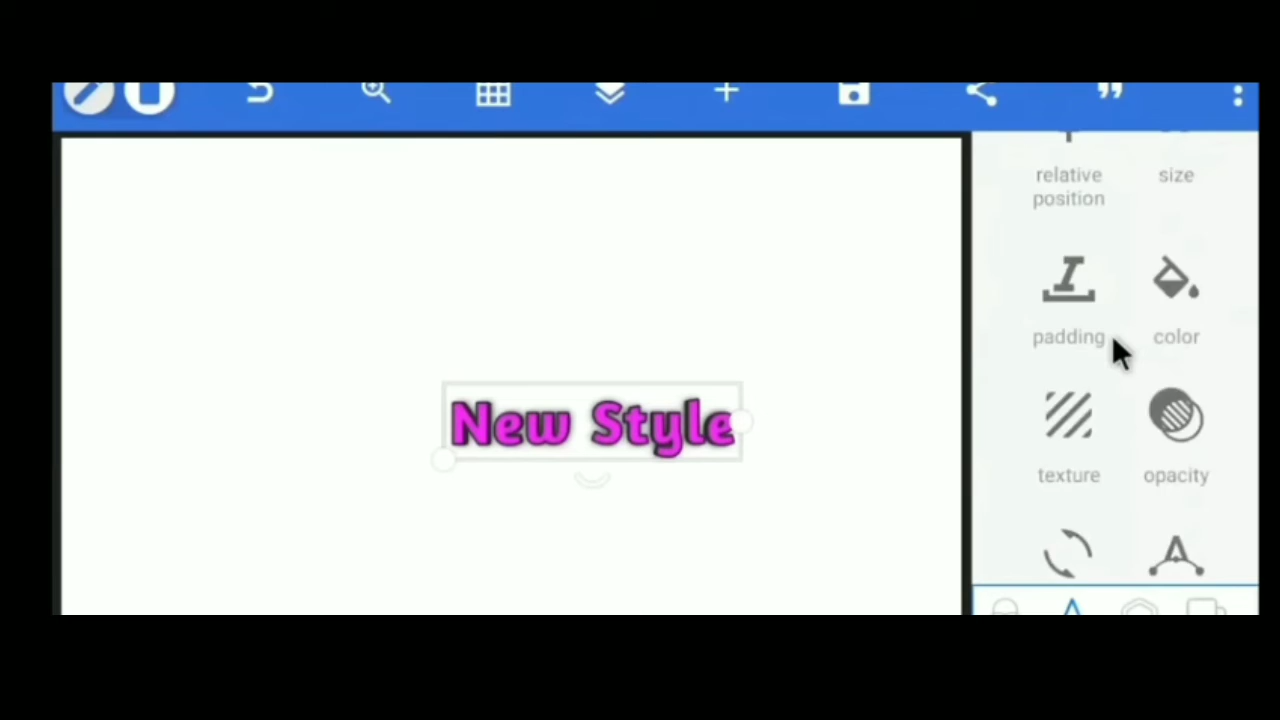 relative size
position
padding color
New Style
texture opacity